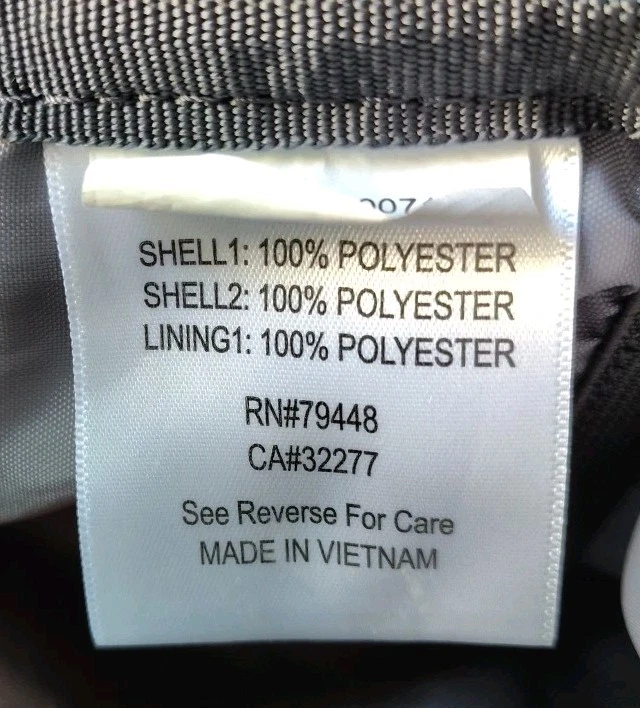 SHELL1: 100% POLYESTER
SHELL2: 100% POLYESTER
LINING1: 100% POLYESTER
RN#79448
CA#32277
See Reverse For Care
MADE IN VIETNAM